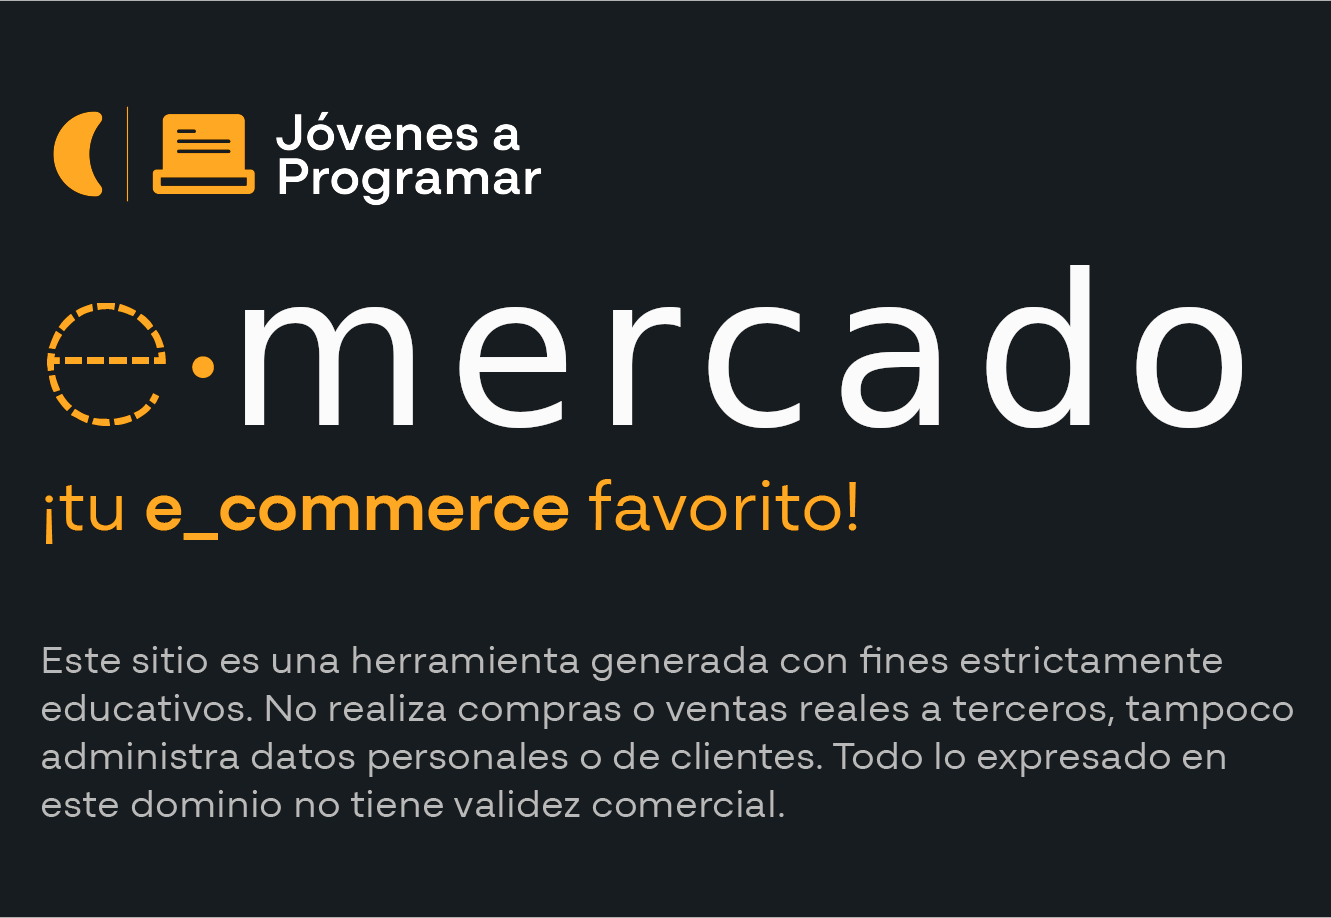 Jóvenes a
Programar
e·mercado
¡tu e_commerce favorito!
Este sitio es una herramienta generada con fines estrictamente
educativos. No realiza compras o ventas reales a terceros, tampoco
administra datos personales o de clientes. Todo lo expresado en
este dominio no tiene validez comercial.